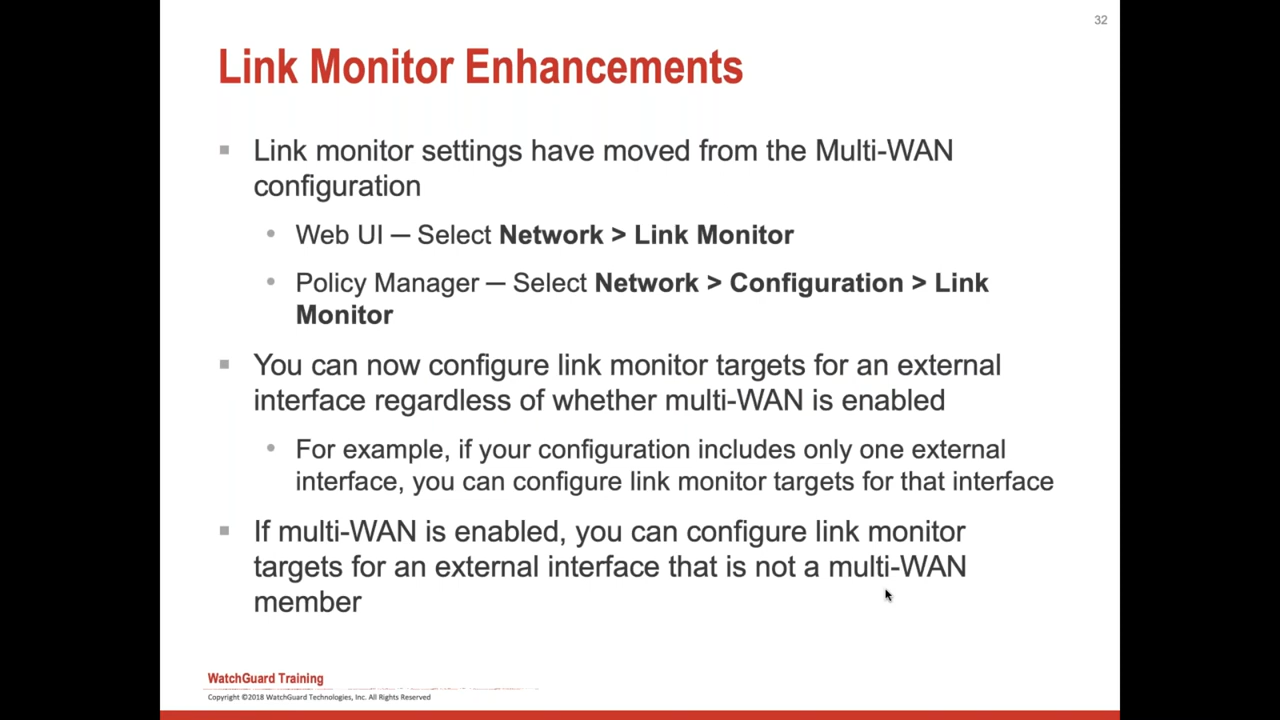 32
Link Monitor Enhancements
Link monitor settings have moved from the Multi-WAN
configuration
Web UI — Select Network > Link Monitor
Policy Manager — Select Network > Configuration > Link
Monitor
You can now configure link monitor targets for an external
interface regardless of whether multi-WAN is enabled
For example, if your configuration includes only one external
interface, you can configure link monitor targets for that interface
If multi-WAN is enabled, you can configure link monitor
targets for an external interface that is not a multi-WAN
member
WatchGuard Training
Copyright ©2018 WatchGuard Technologies, Inc. All Rights Reserved